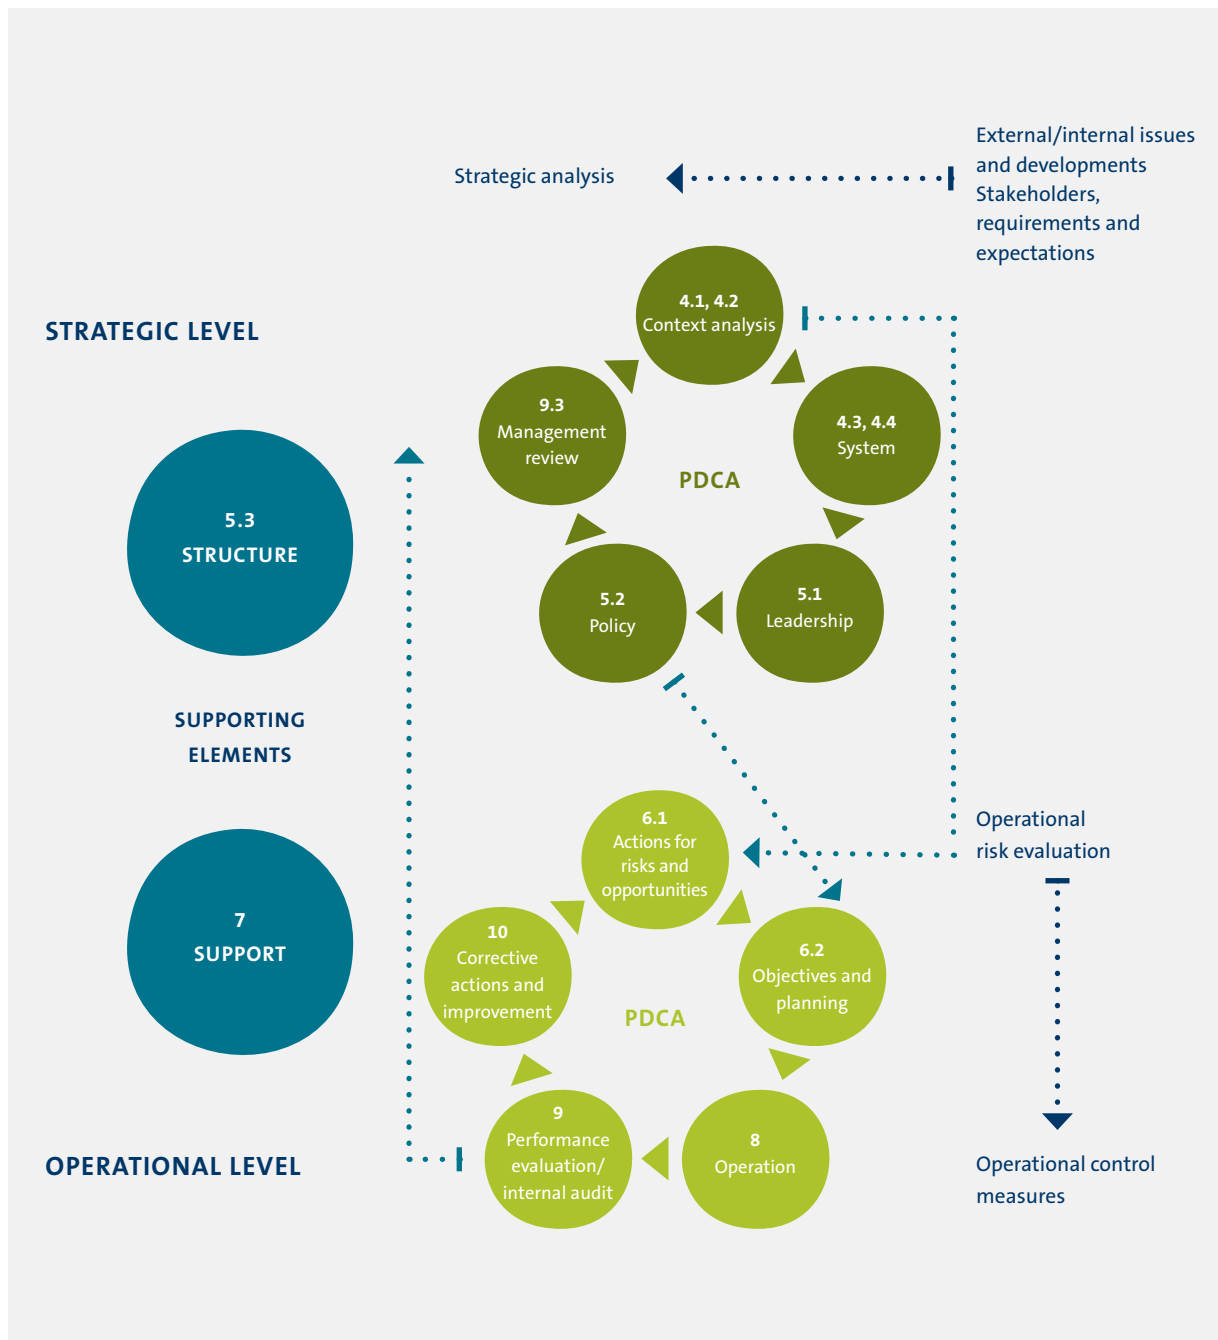 External/internal issues
and developments
Stakeholders,
requirements and
expectations
Strategic analysis
STRATEGIC LEVEL
4.1, 4.2
Context analysis
9.3
Management
review
4.3, 4.4
System
PDCA
5.3
STRUCTURE
5.2
Policy
5.1
Leadership
SUPPORTING
ELEMENTS
6.1
Actions for
risks and
opportunities
Operational
risk evaluation
7
SUPPORT
10
Corrective
actions and
improvement
6.2
Objectives and
planning
PDCA
9
Performance
evaluation/
internal audit
8
Operation
OPERATIONAL LEVEL
Operational control
measures